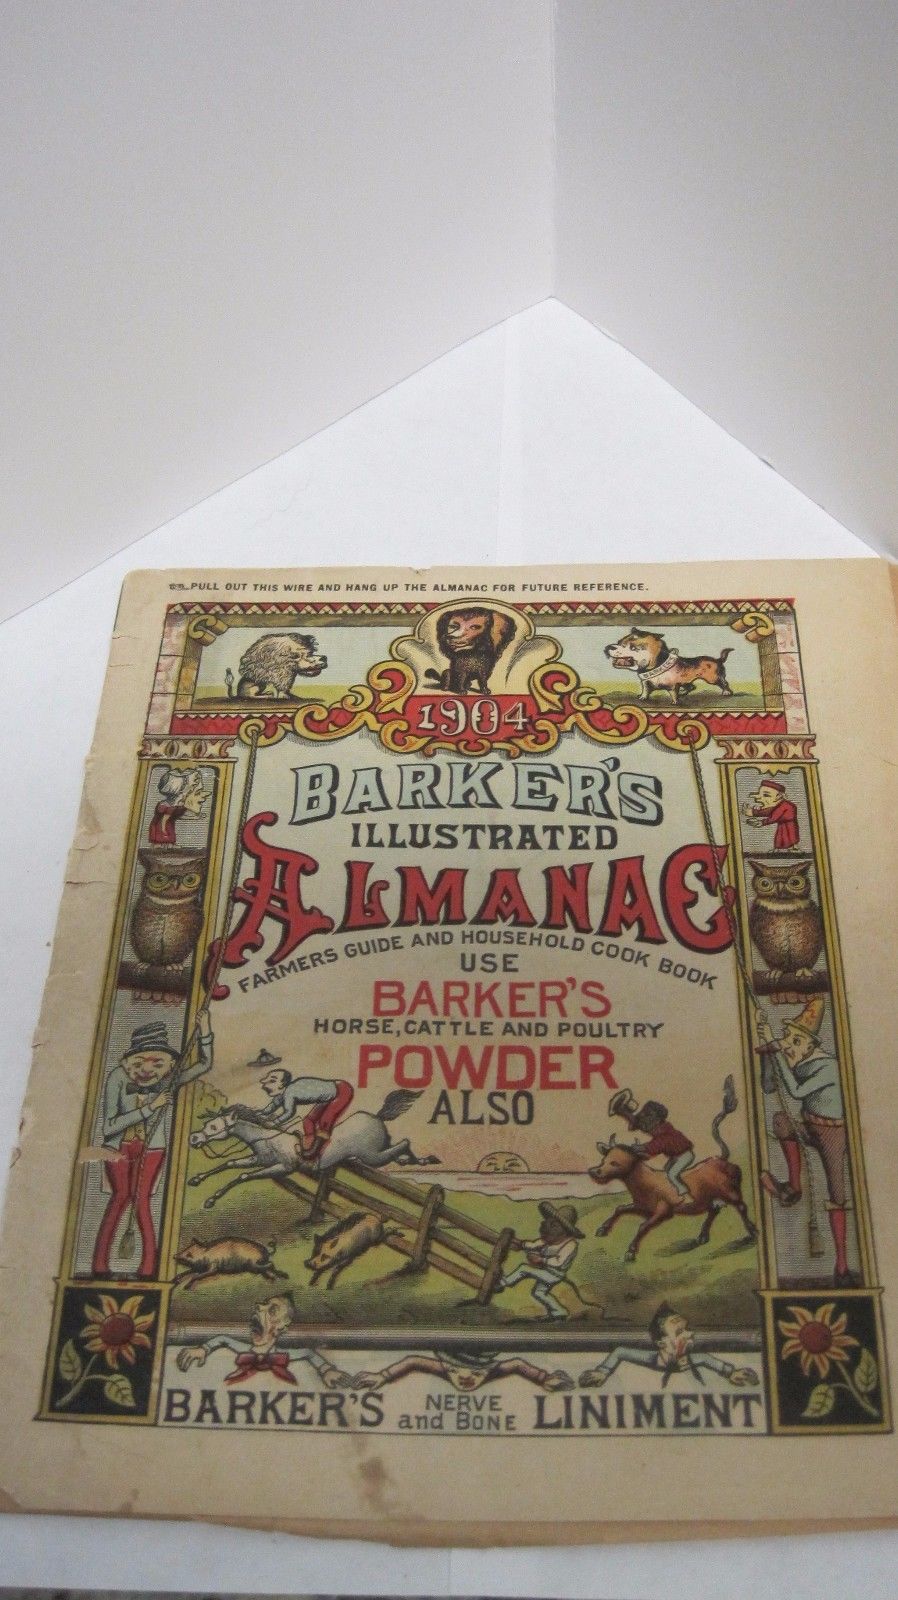 PULL OUT THIS WIRE AND HANG UP THE ALMANAC FOR FUTURE REFERENCE.
1904
BARKER'S
ILLUSTRATED
ALMANAC
FARMERS GUIDE AND HOUSEHOLD COOK BOOK
USE
BARKER'S
HORSE, CATTLE AND POULTRY
POWDER
ALSO
BARKER'S NERVE and BONE LINIMENT